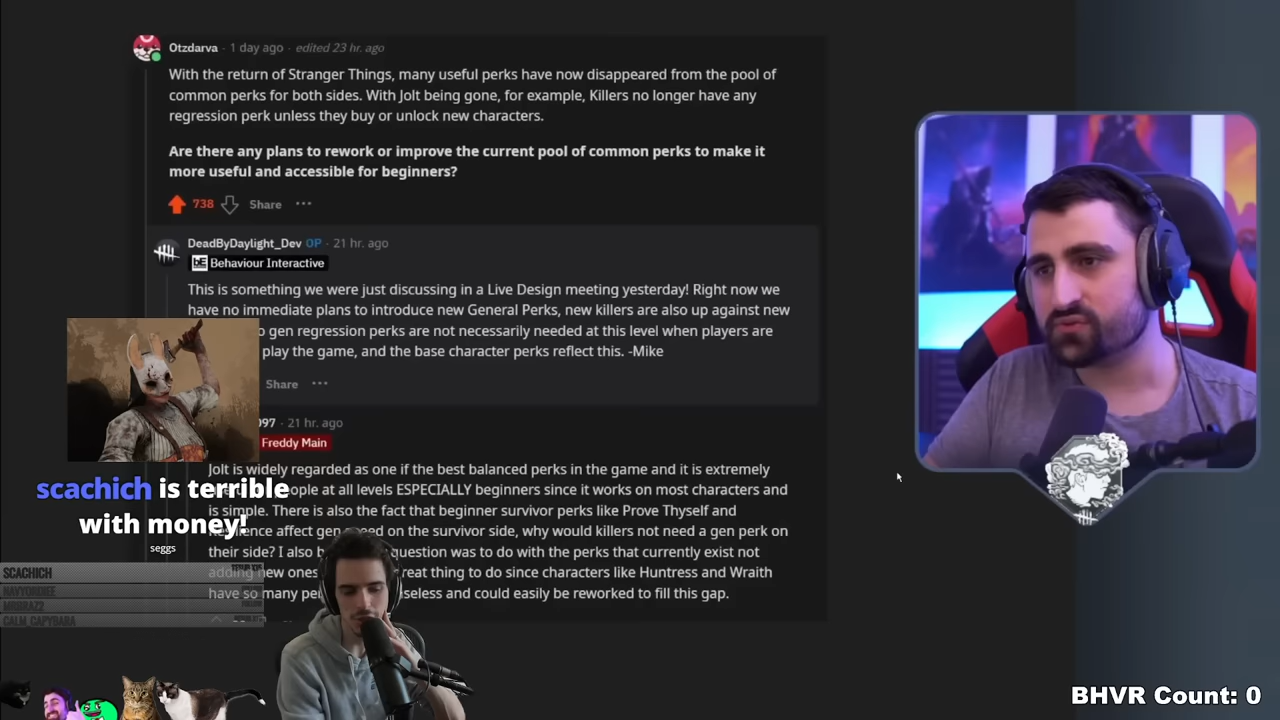 Otzdarva · 1 day ago · edited 23 hr. ago
With the return of Stranger Things, many useful perks have now disappeared from the pool of
common perks for both sides. With Jolt being gone, for example, Killers no longer have any
regression perk unless they buy or unlock new characters.
Are there any plans to rework or improve the current pool of common perks to make it
more useful and accessible for beginners?
738 Share ...
DeadByDaylight_Dev OP · 21 hr. ago
bE Behaviour Interactive
This is something we were just discussing in a Live Design meeting yesterday! Right now we
have no immediate plans to introduce new General Perks, new killers are also up against new
o gen regression perks are not necessarily needed at this level when players are
play the game, and the base character perks reflect this. -Mike
Share ...
097 · 21 hr. ago
Freddy Main
Jolt is widely regarded as one if the best balanced perks in the game and it is extremely
ople at all levels ESPECIALLY beginners since it works on most characters and
is simple. There is also the fact that beginner survivor perks like Prove Thyself and
ience affect gen eed on the survivor side, why would killers not need a gen perk on
their side? I also b question was to do with the perks that currently exist not
adding new ones reat thing to do since characters like Huntress and Wraith
have so many per seless and could easily be reworked to fill this gap.
scachich is terrible
with money!
seggs
SCACHICH
NAVYONDEE
CALM_CAPYBARA
BHVR Count: 0